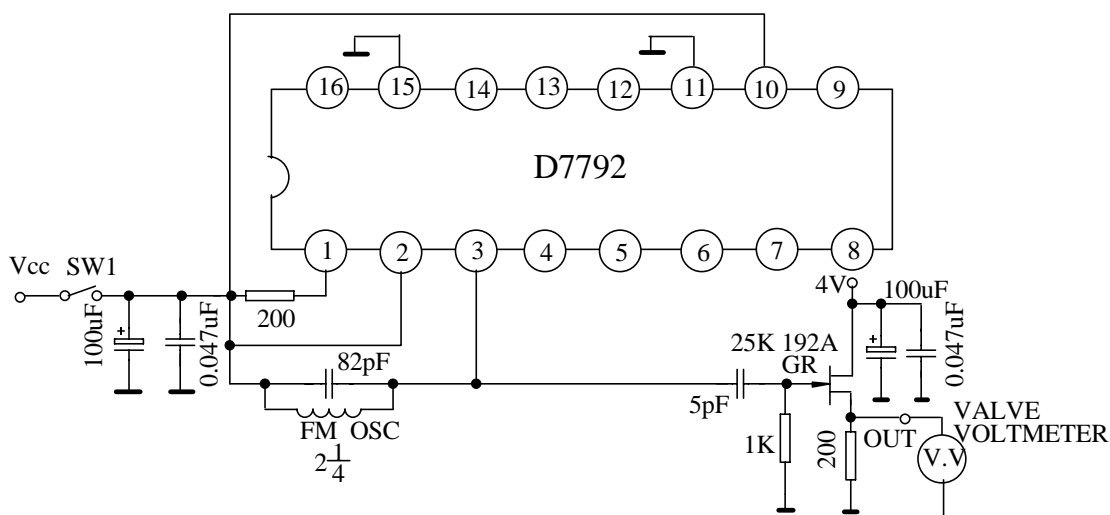 16 15 14 13 12 11 10 9
D7792
1 2 3 4 5 6 7 8
Vcc SW1
4V
100uF
+
100uF
0.047uF
200
+
0.047uF
82pF
25K 192A
GR
5pF
FM OSC
2 1/4
1K
200
OUT
VALVE
VOLTMETER
V.V